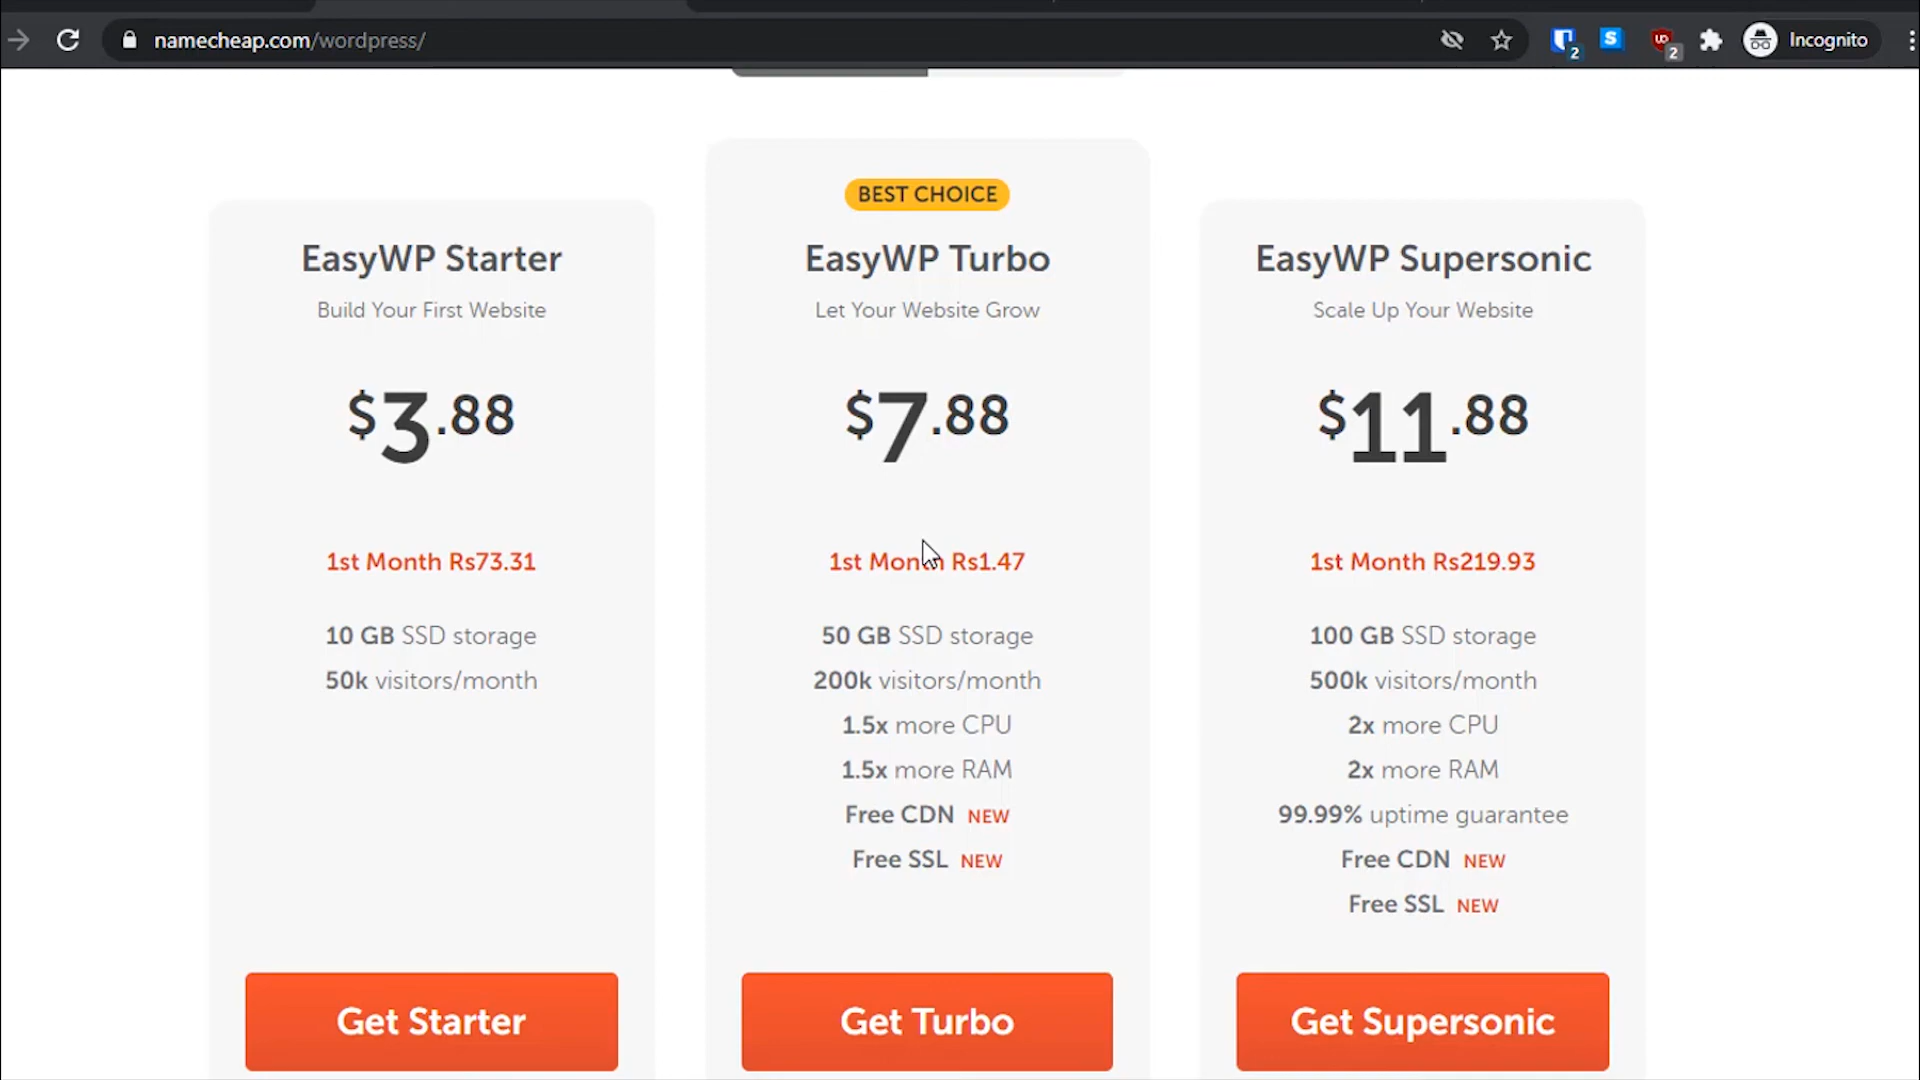 namecheap.com/wordpress/
2
S
2
Incognito
EasyWP Starter
Build Your First Website
$3.88
1st Month Rs73.31
10 GB SSD storage
50k visitors/month
Get Starter
BEST CHOICE
EasyWP Turbo
Let Your Website Grow
$7.88
1st Month Rs1.47
50 GB SSD storage
200k visitors/month
1.5x more CPU
1.5x more RAM
Free CDN NEW
Free SSL NEW
Get Turbo
EasyWP Supersonic
Scale Up Your Website
$11.88
1st Month Rs219.93
100 GB SSD storage
500k visitors/month
2x more CPU
2x more RAM
99.99% uptime guarantee
Free CDN NEW
Free SSL NEW
Get Supersonic